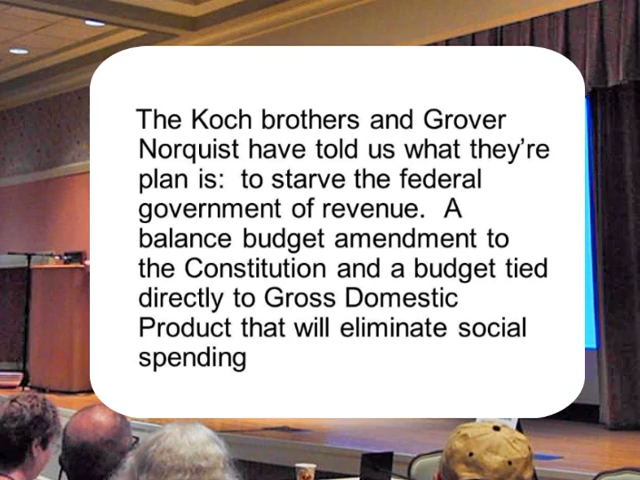 The Koch brothers and Grover
Norquist have told us what they're
plan is:  to starve the federal
government of revenue.  A
balance budget amendment to
the Constitution and a budget tied
directly to Gross Domestic
Product that will eliminate social
spending